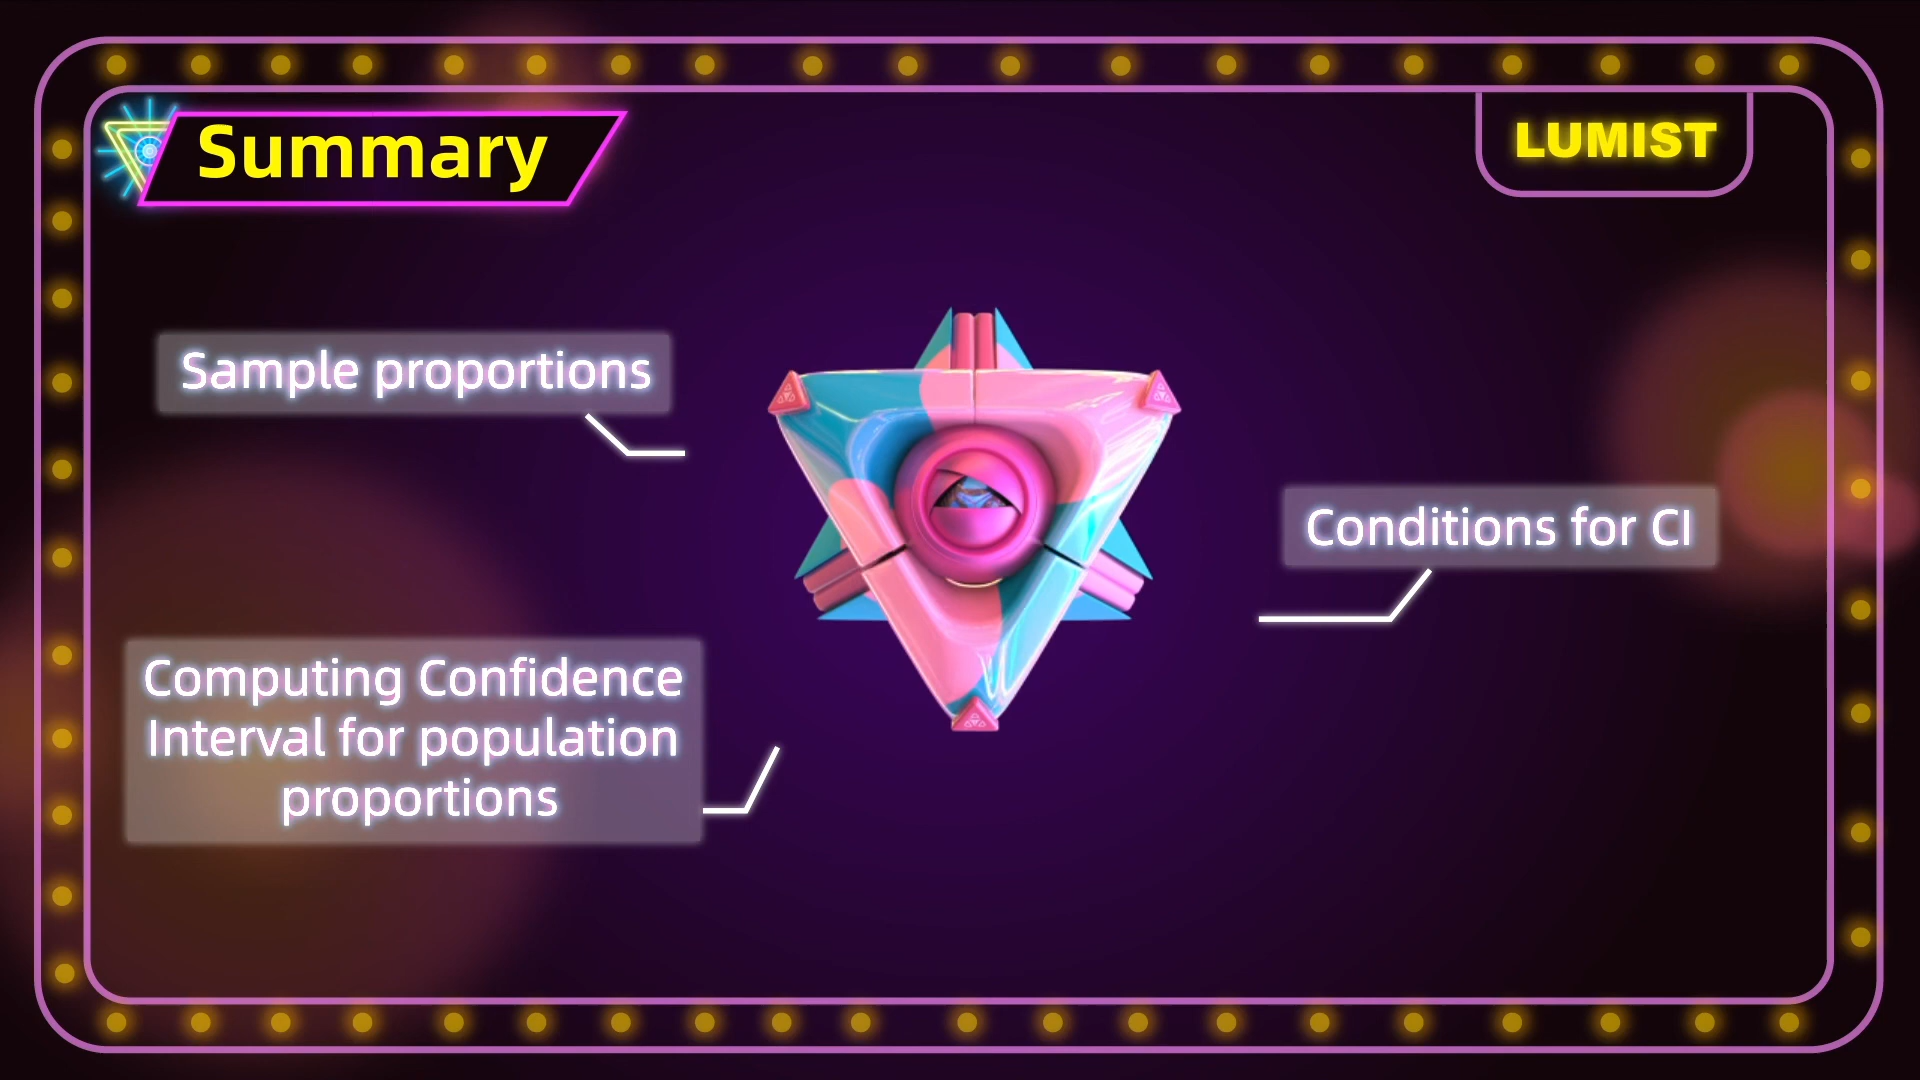 Summary
LUMIST
Sample proportions
Conditions for CI
Computing Confidence
Interval for population
proportions